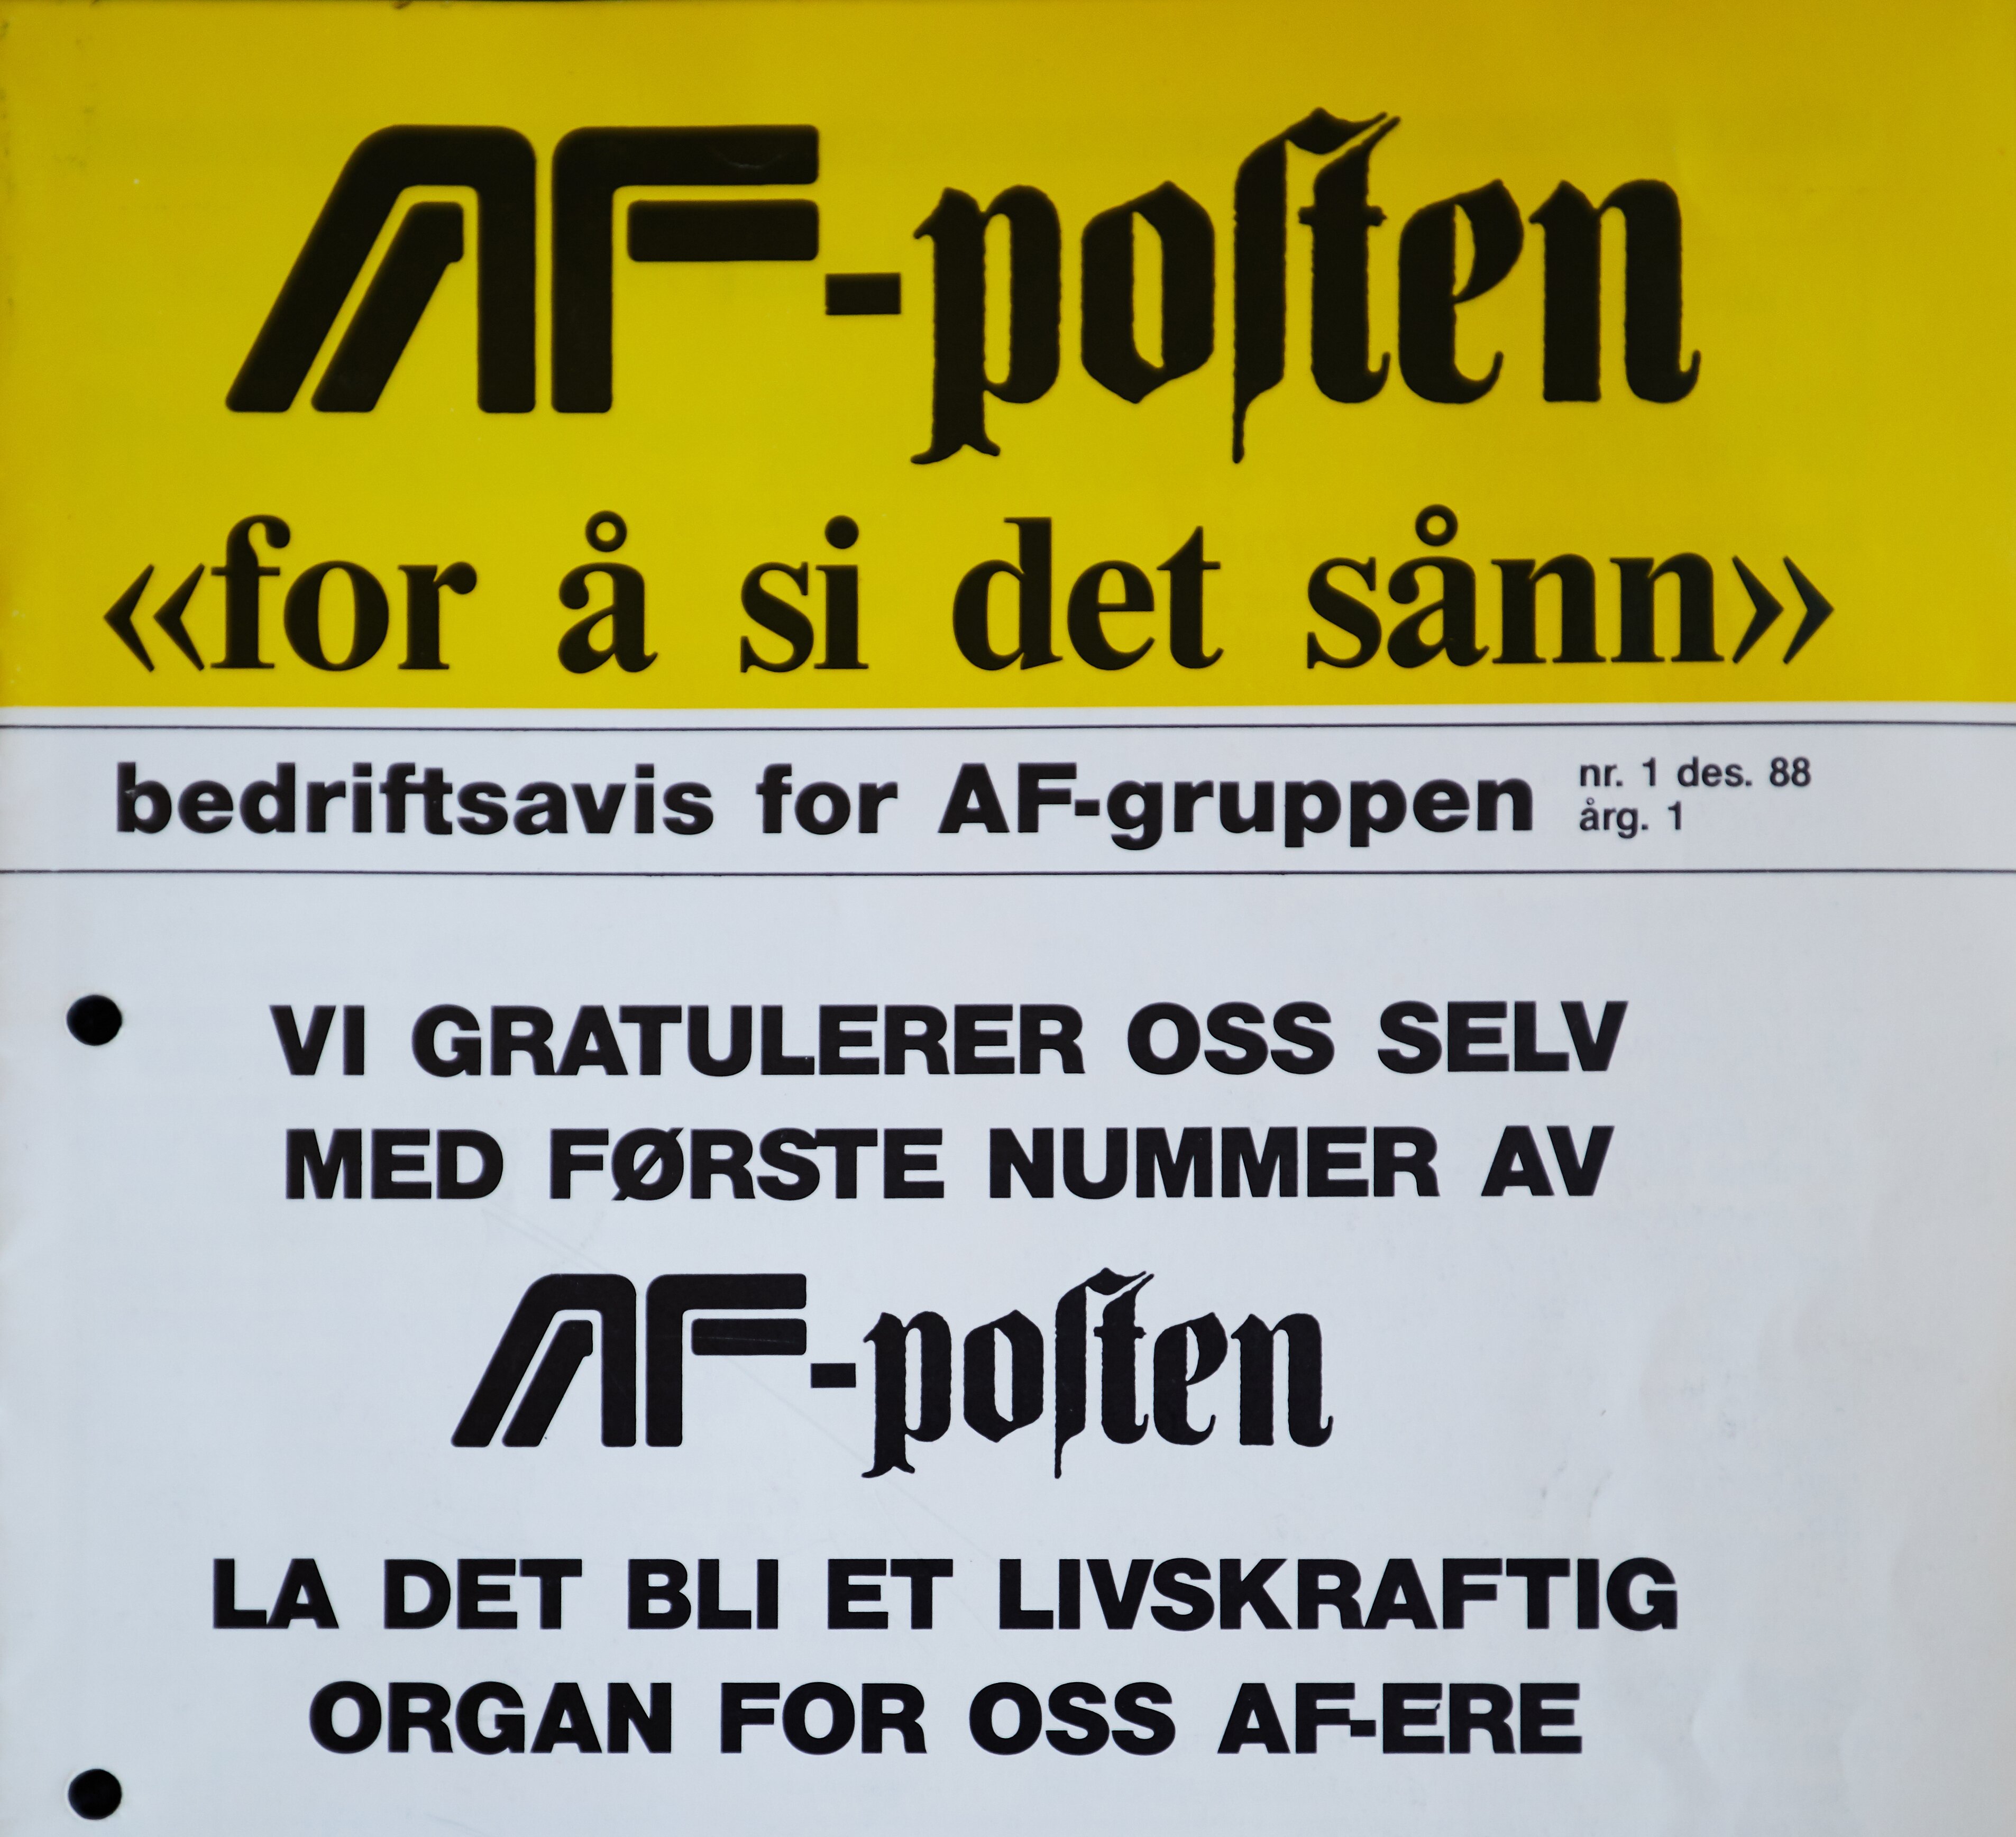 AF-posten
«for å si det sånn»
bedriftsavis for AF-gruppen
nr. 1 des. 88
årg. 1
VI GRATULERER OSS SELV
MED FØRSTE NUMMER AV
AF-posten
LA DET BLI ET LIVSKRAFTIG
ORGAN FOR OSS AF-ERE